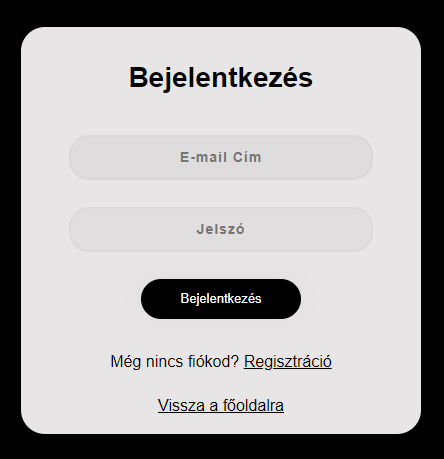 Bejelentkezés
E-mail Cím
Jelszó
Bejelentkezés
Még nincs fiókod? Regisztráció
Vissza a főoldalra